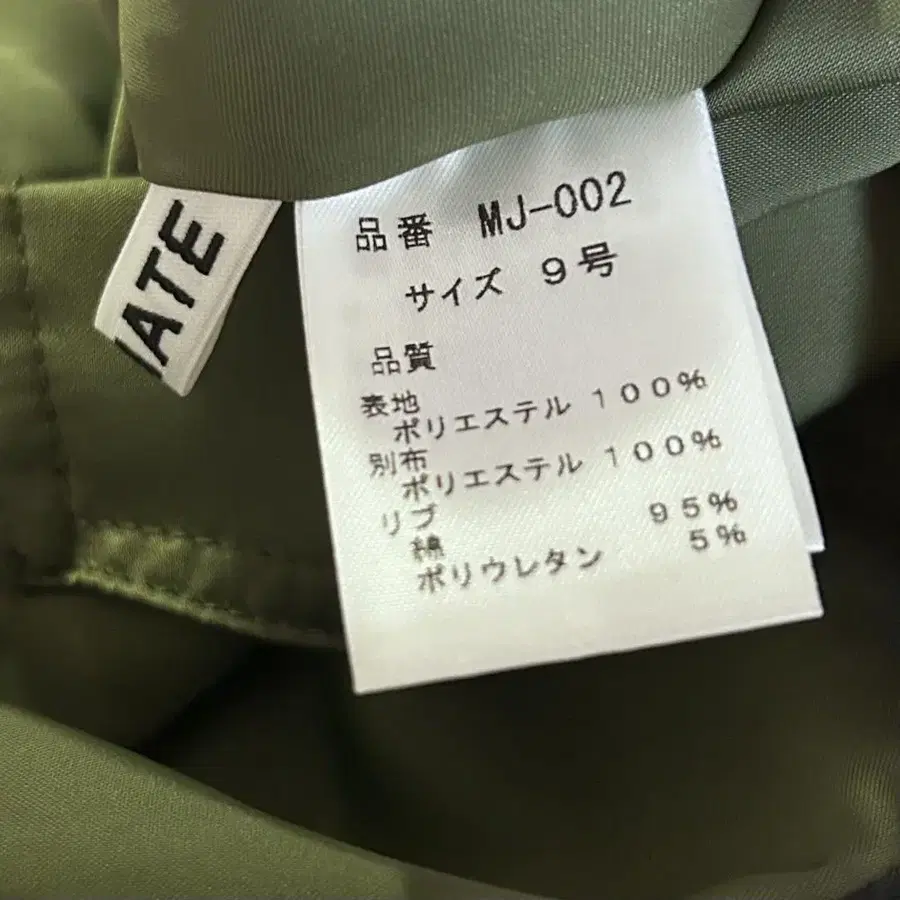 品番 MJ-002
サイズ 9号
品質
表地
ポリエステル 100%
別布
ポリエステル 100%
リブ
綿 95%
ポリウレタン 5%